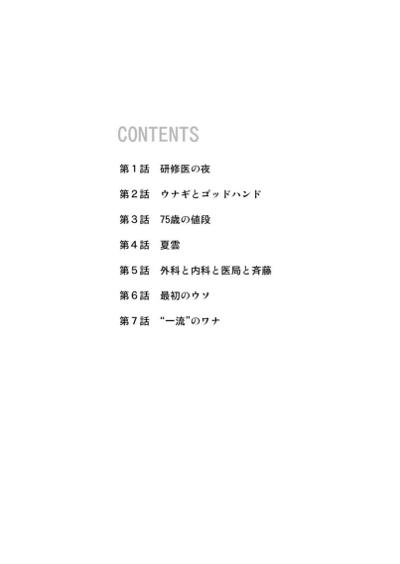 CONTENTS
第1話 研修医の夜
第2話 ウナギとゴッドハンド
第3話 75歳の値段
第4話 夏雲
第5話 外科と内科と医局と斉藤
第6話 最初のウソ
第7話 “一流”のワナ